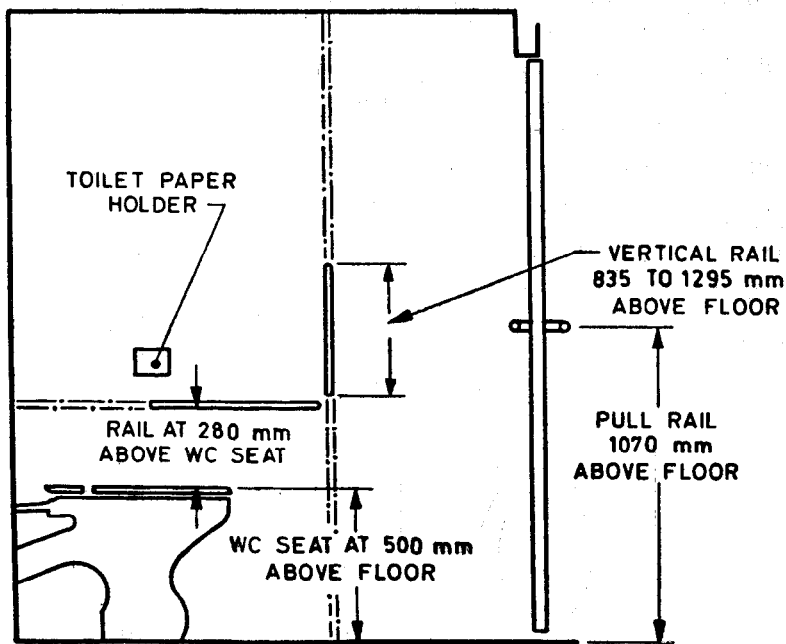 TOILET PAPER
HOLDER
VERTICAL RAIL
835 TO 1295 mm
ABOVE FLOOR
RAIL AT 280 mm
ABOVE WC SEAT
PULL RAIL
1070 mm
ABOVE FLOOR
WC SEAT AT 500 mm
ABOVE FLOOR